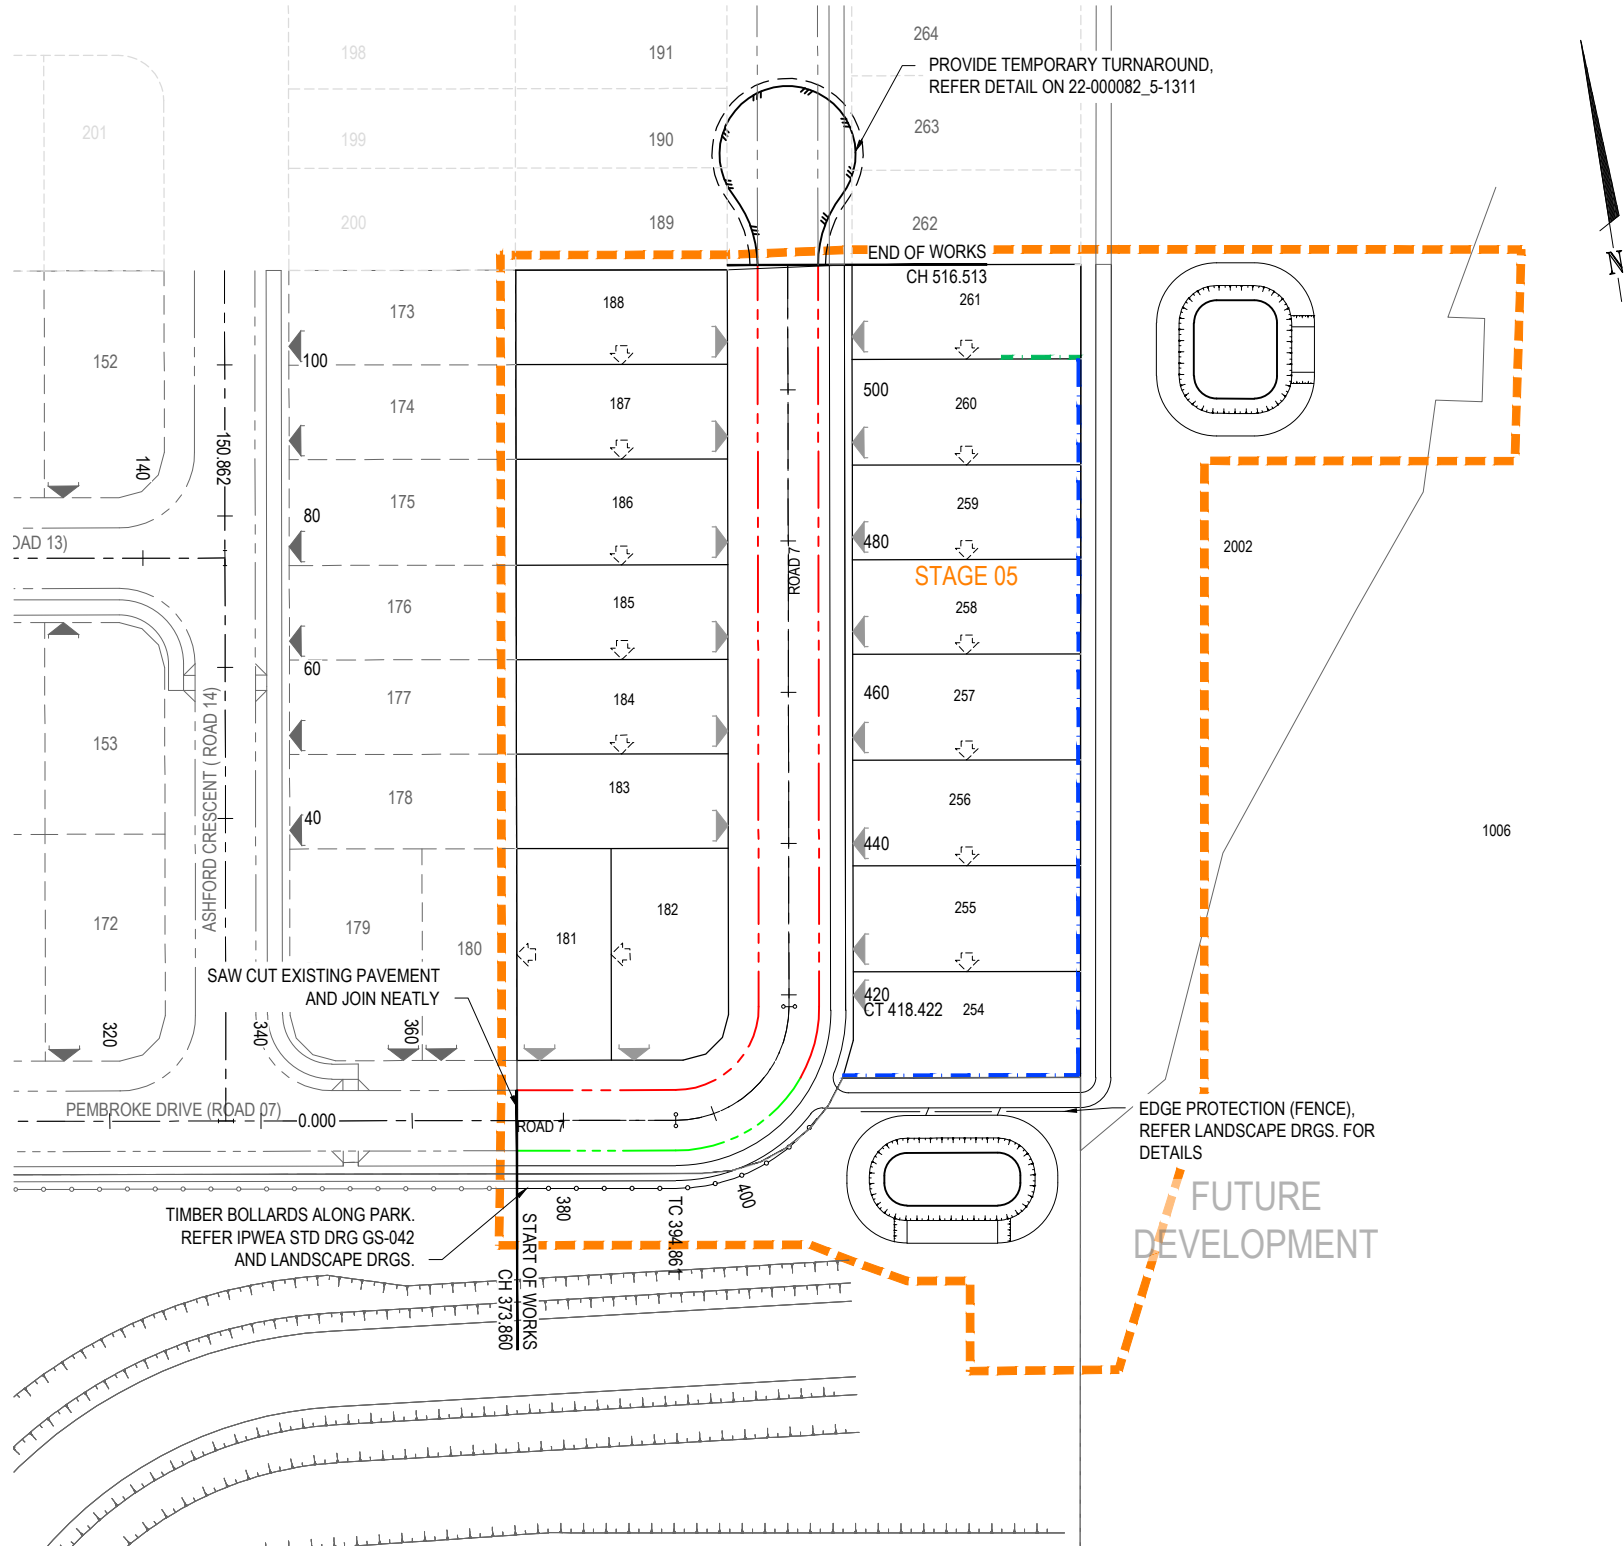 264
198
191
PROVIDE TEMPORARY TURNAROUND,
REFER DETAIL ON 22-000082_5-1311
201
199
190
263
200
189
262
END OF WORKS
CH 516.513
N
173
188
261
152
100
174
187
500
260
140
150.862
175
186
259
80
OAD 13)
480
ROAD 7
STAGE 05
2002
176
185
258
60
177
184
460
257
153
ASHFORD CRESCENT ( ROAD 14)
178
183
256
40
440
1006
172
179
180
181
182
255
SAW CUT EXISTING PAVEMENT
AND JOIN NEATLY
420
CT 418.422
254
320
340
360
PEMBROKE DRIVE (ROAD 07)
0.000
ROAD 7
EDGE PROTECTION (FENCE),
REFER LANDSCAPE DRGS. FOR
DETAILS
TIMBER BOLLARDS ALONG PARK.
REFER IPWEA STD DRG GS-042
AND LANDSCAPE DRGS.
380
TC 394.861
400
START OF WORKS
CH 373.860
FUTURE
DEVELOPMENT